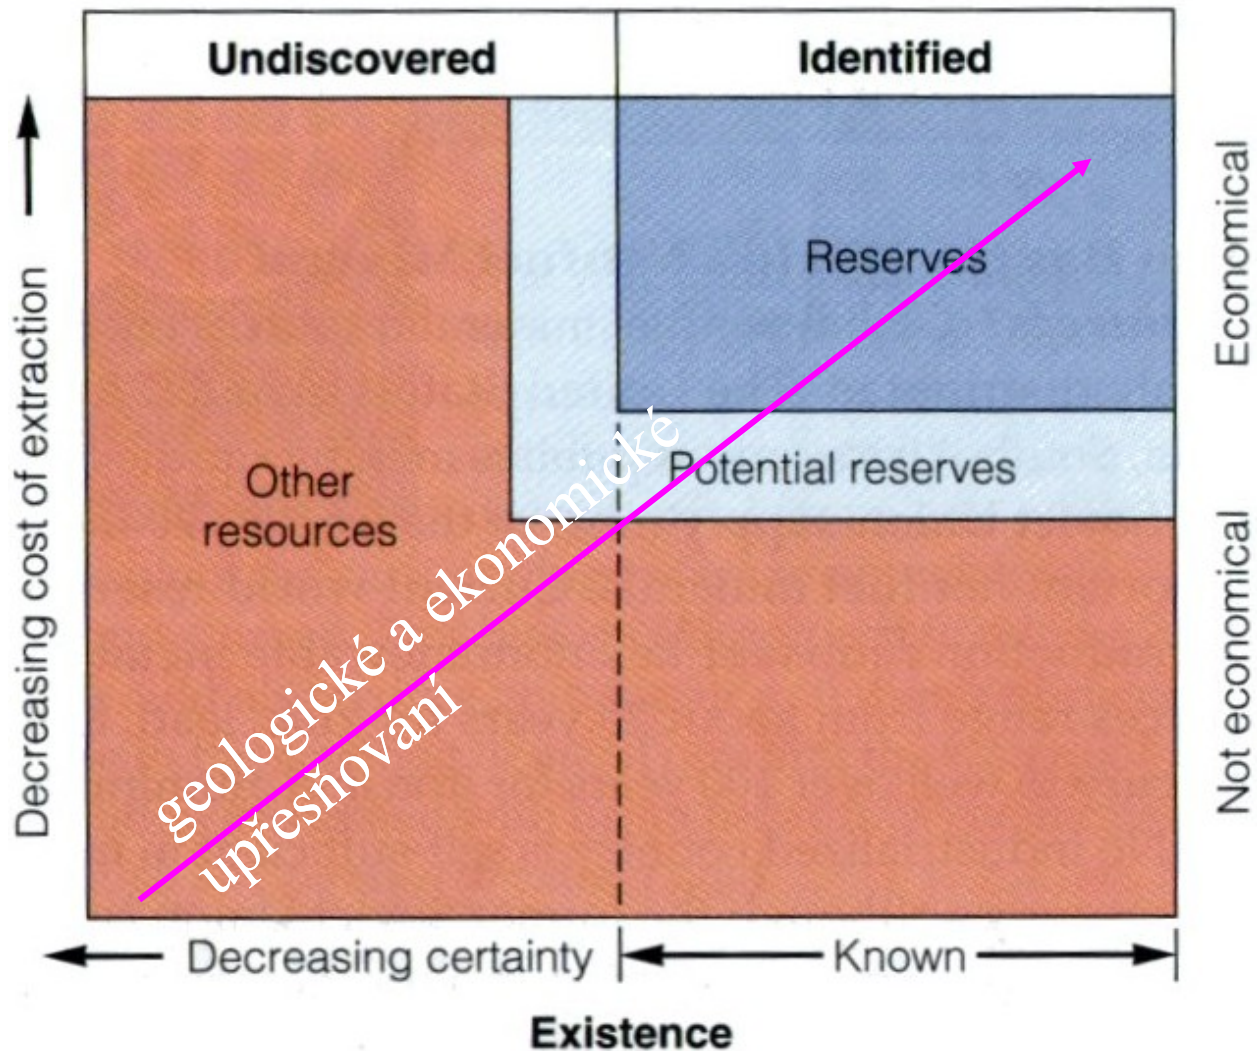 Undiscovered
Identified
Decreasing cost of extraction
Economical
Not economical
Reserves
Potential reserves
Other
resources
geologické a ekonomické
upřesňování
Decreasing certainty
Known
Existence